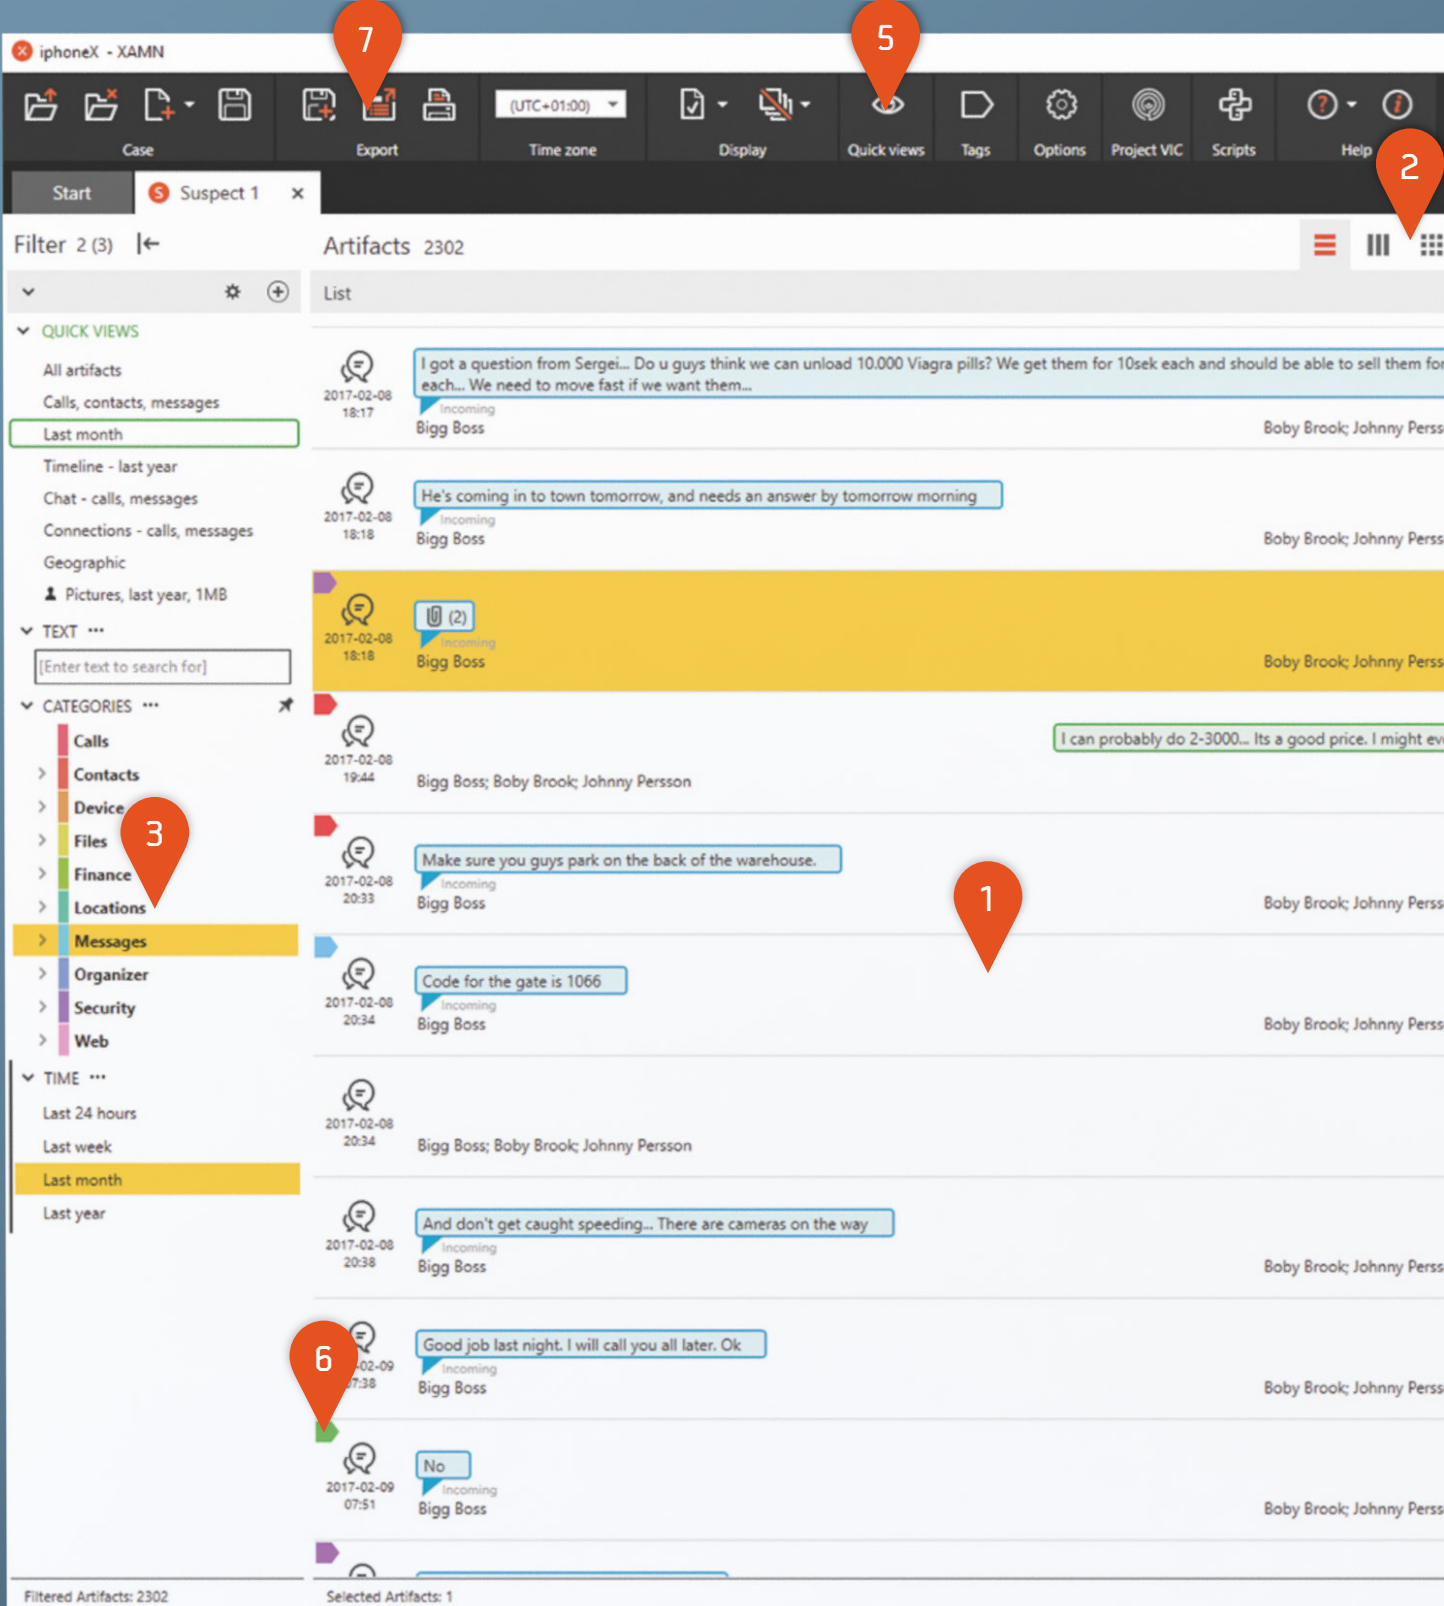 7
5
iphoneX - XAMN
(UTC+01:00)
Case
Export
Time zone
Display
Quick views
Tags
Options
Project VIC
Scripts
Help
2
Start
S Suspect 1
Filter 2 (3)
Artifacts 2302
List
QUICK VIEWS
All artifacts
Calls, contacts, messages
Last month
Timeline - last year
Chat - calls, messages
Connections - calls, messages
Geographic
Pictures, last year, 1MB
TEXT ...
[Enter text to search for]
CATEGORIES ...
Calls
Contacts
Device
Files
3
Finance
Locations
Messages
Organizer
Security
Web
TIME ...
Last 24 hours
Last week
Last month
Last year
Filtered Artifacts: 2302
I got a question from Sergei... Do u guys think we can unload 10.000 Viagra pills? We get them for 10sek each and should be able to sell them for
each... We need to move fast if we want them...
2017-02-08
18:17
Incoming
Bigg Boss
Boby Brook; Johnny Perss
He's coming in to town tomorrow, and needs an answer by tomorrow morning
2017-02-08
18:18
Incoming
Bigg Boss
Boby Brook; Johnny Perss
(2)
2017-02-08
18:18
Incoming
Bigg Boss
Boby Brook; Johnny Perss
I can probably do 2-3000... Its a good price. I might eve
2017-02-08
19:44
Bigg Boss; Boby Brook; Johnny Persson
Make sure you guys park on the back of the warehouse.
2017-02-08
20:33
Incoming
Bigg Boss
1
Boby Brook; Johnny Perss
Code for the gate is 1066
2017-02-08
20:34
Incoming
Bigg Boss
Boby Brook; Johnny Perss
2017-02-08
20:34
Bigg Boss; Boby Brook; Johnny Persson
And don't get caught speeding... There are cameras on the way
2017-02-08
20:38
Incoming
Bigg Boss
Boby Brook; Johnny Perss
Good job last night. I will call you all later. Ok
6
-02-09
07:38
Incoming
Bigg Boss
Boby Brook; Johnny Perss
No
2017-02-09
07:51
Incoming
Bigg Boss
Boby Brook; Johnny Perss
Selected Artifacts: 1